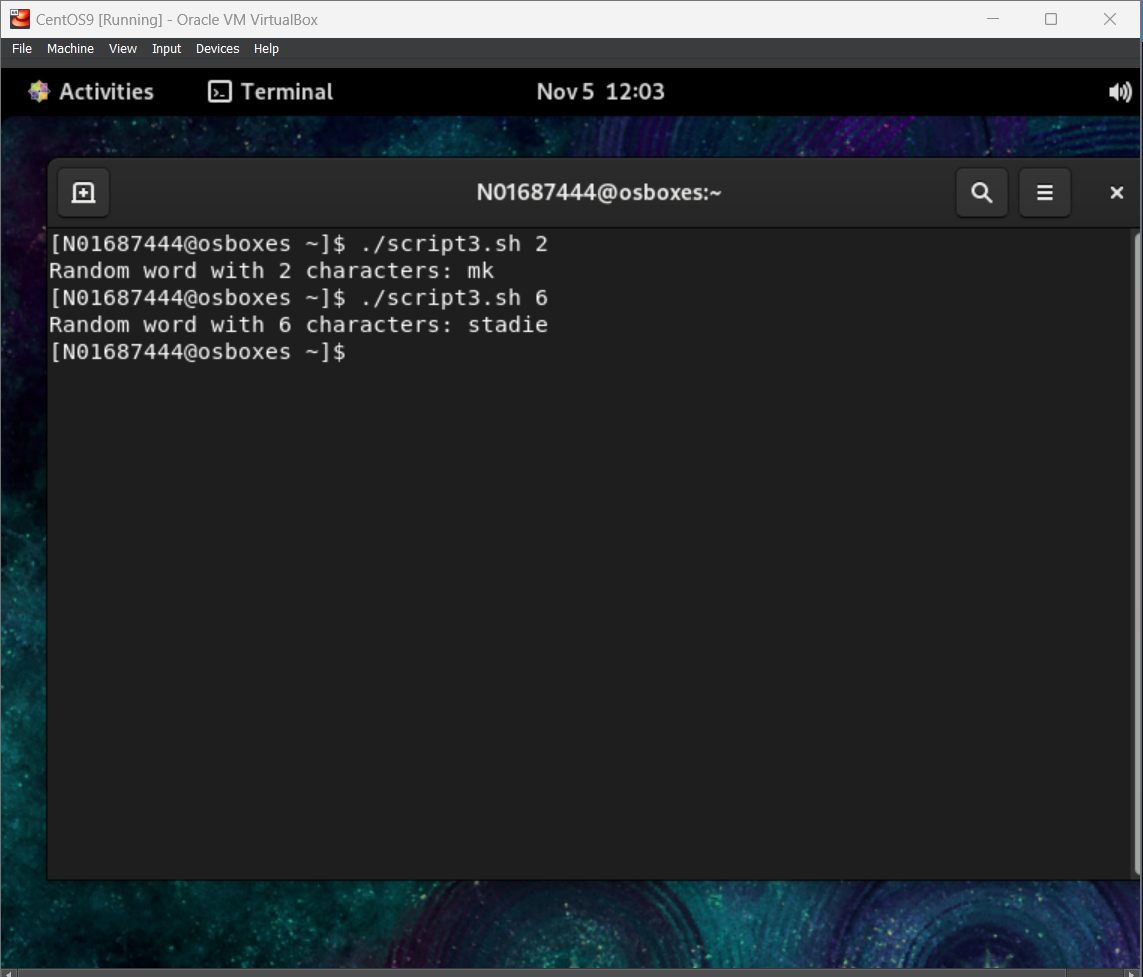 CentOS9 [Running] - Oracle VM VirtualBox
File Machine View Input Devices Help
Activities Terminal Nov 5 12:03
N01687444@osboxes:~
[N01687444@osboxes ~]$ ./script3.sh 2
Random word with 2 characters: mk
[N01687444@osboxes ~]$ ./script3.sh 6
Random word with 6 characters: stadie
[N01687444@osboxes ~]$